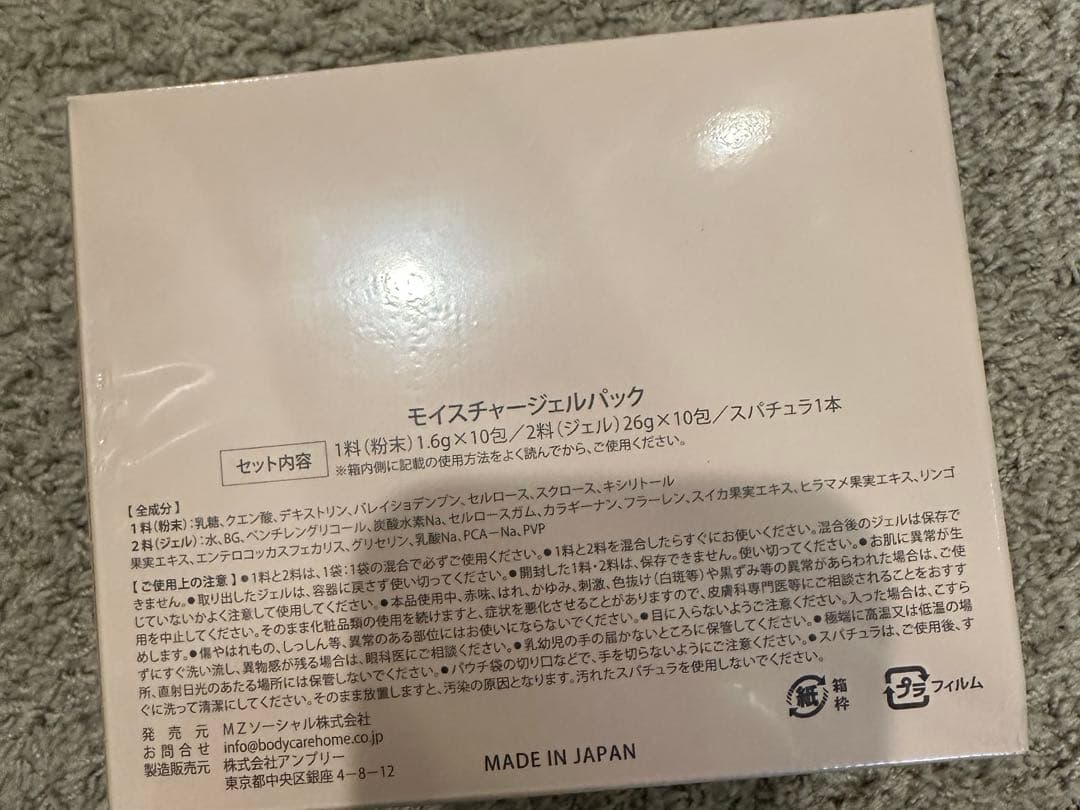 モイスチャージェルパック
セット内容
1料(粉末)1.6g×10包／2料(ジェル)26g×10包／スパチュラ1本
※箱内側に記載の使用方法をよく読んでから、ご使用ください。
【全成分】
1料(粉末):乳糖、クエン酸、デキストリン、バレイショデンプン、セルロース、スクロース、キシリトール
2料(ジェル):水、BG、ペンチレングリコール、炭酸水素Na、セルロースガム、カラギーナン、フラーレン、スイカ果実エキス、ヒラマメ果実エキス、リンゴ
果実エキス、エンテロコッカスフェカリス、グリセリン、乳酸Na、PCA－Na、PVP
【ご使用上の注意】●1料と2料は、1袋:1袋の混合で必ずご使用ください。●1料と2料を混合したらすぐにお使いください。混合後のジェルは保存で
きません。●取り出したジェルは、容器に戻さず使い切ってください。●開封した1料・2料は、保存できません。使い切ってください。●お肌に異常が生
じていないかよく注意して使用してください。●本品使用中、赤味、はれ、かゆみ、刺激、色抜け(白斑等)や黒ずみ等の異常があらわれた場合は、ご使
用を中止してください。そのまま化粧品類の使用を続けますと、症状を悪化させることがありますので、皮膚科専門医等にご相談されることをおすす
めします。●傷やはれもの、しっしん等、異常のある部位にはお使いにならないでください。●目に入らないようご注意ください。入った場合は、こすら
ずにすぐ洗い流し、異物感が残る場合は、眼科医にご相談ください。●乳幼児の手の届かないところに保管してください。●極端に高温又は低温の場
所、直射日光のあたる場所には保管しないでください。●パウチ袋の切り口などで、手を切らないようにご注意ください。●スパチュラは、ご使用後、す
ぐに洗って清潔にしてください。そのまま放置しますと、汚染の原因となります。汚れたスパチュラを使用しないでください。
発売元 MZソーシャル株式会社
お問合せ info@bodycarehome.co.jp
製造販売元 株式会社アンプリー
東京都中央区銀座4－8－12
MADE IN JAPAN
紙 箱 枠
プラ フィルム